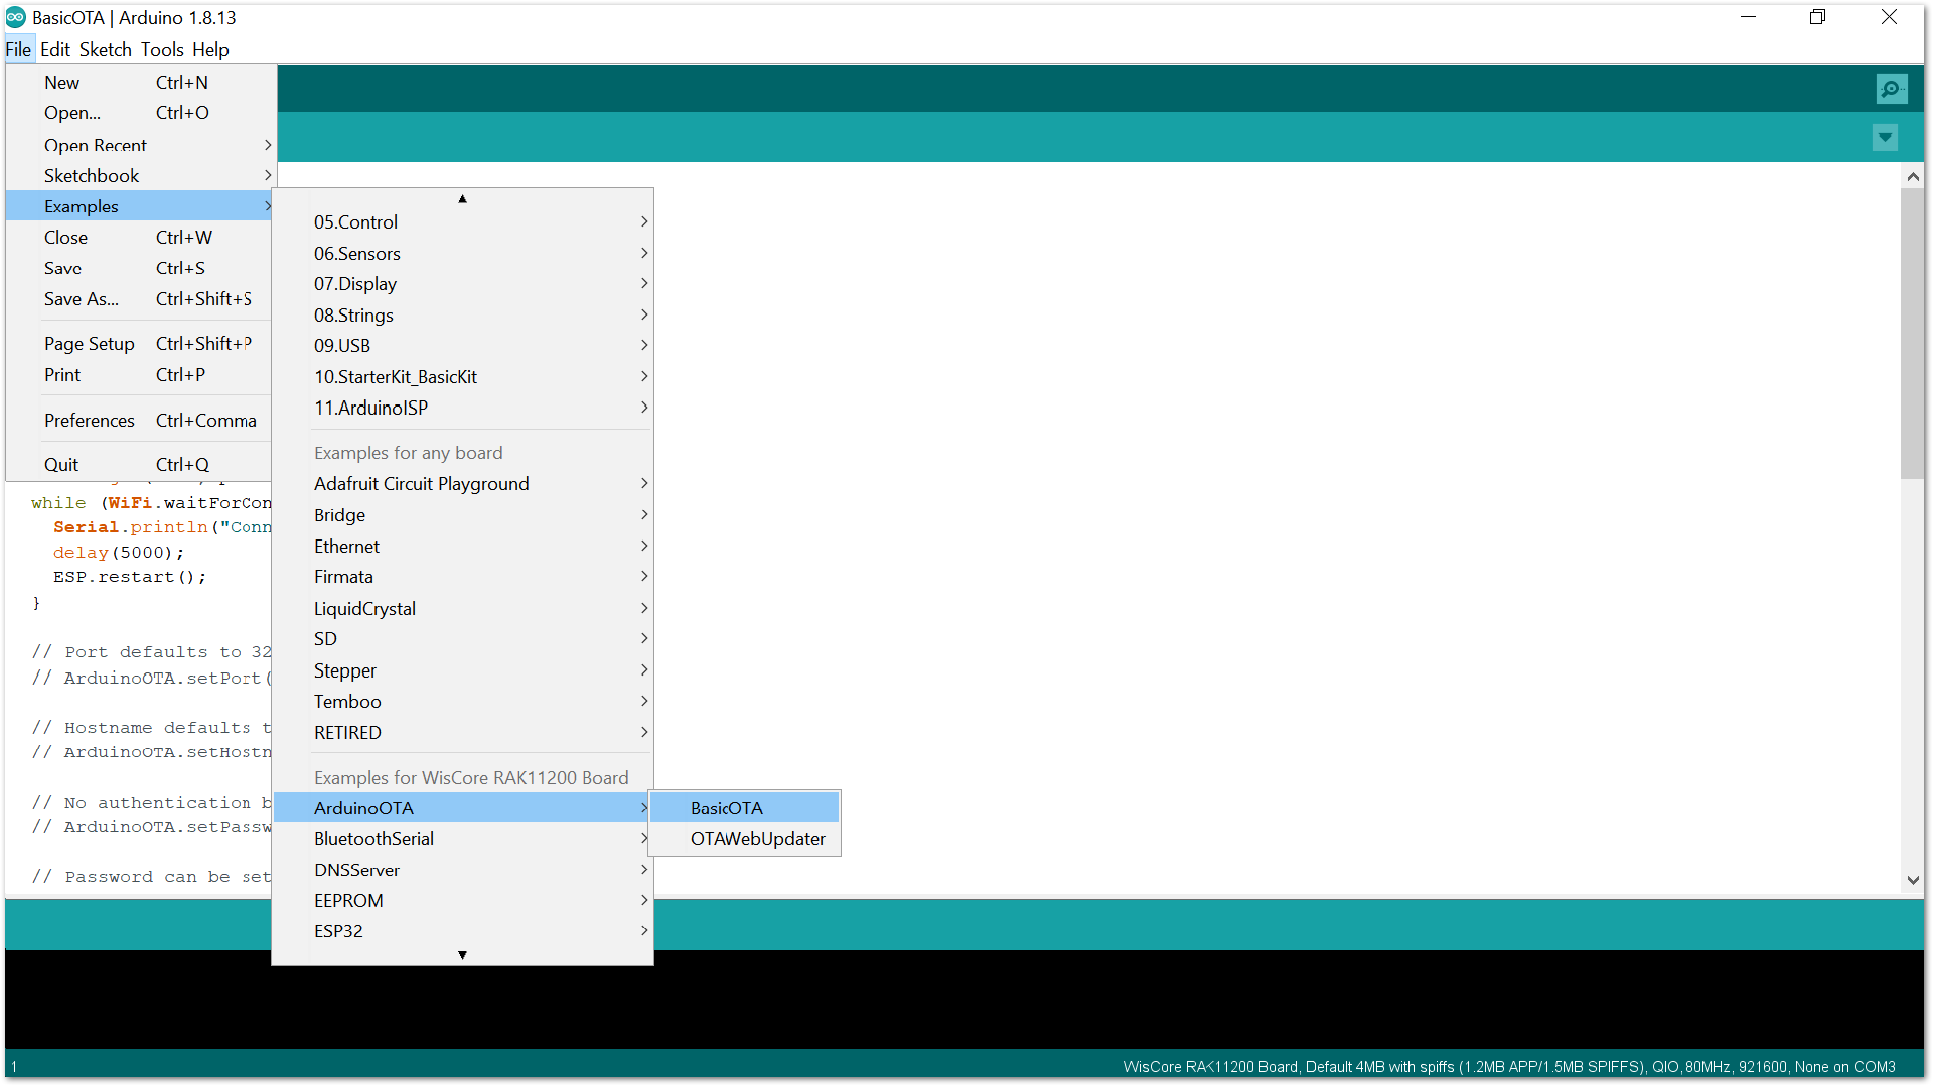 BasicOTA | Arduino 1.8.13
File Edit Sketch Tools Help
New Ctrl+N
Open... Ctrl+O
Open Recent
Sketchbook
Examples
Close Ctrl+W
Save Ctrl+S
Save As... Ctrl+Shift+S
Page Setup Ctrl+Shift+P
Print Ctrl+P
Preferences Ctrl+Comma
Quit Ctrl+Q
05.Control
06.Sensors
07.Display
08.Strings
09.USB
10.StarterKit_BasicKit
11.ArduinoISP
Examples for any board
Adafruit Circuit Playground
Bridge
Ethernet
Firmata
LiquidCrystal
SD
Stepper
Temboo
RETIRED
Examples for WisCore RAK11200 Board
ArduinoOTA
BluetoothSerial
DNSServer
EEPROM
ESP32
BasicOTA
OTAWebUpdater
while (WiFi.waitForCon
Serial.println("Conn
delay(5000);
ESP.restart();
}
// Port defaults to 32
// ArduinoOTA.setPort(
// Hostname defaults t
// ArduinoOTA.setHostn
// No authentication b
// ArduinoOTA.setPassw
// Password can be set
1
WisCore RAK11200 Board, Default 4MB with spiffs (1.2MB APP/1.5MB SPIFFS), QIO, 80MHz, 921600, None on COM3